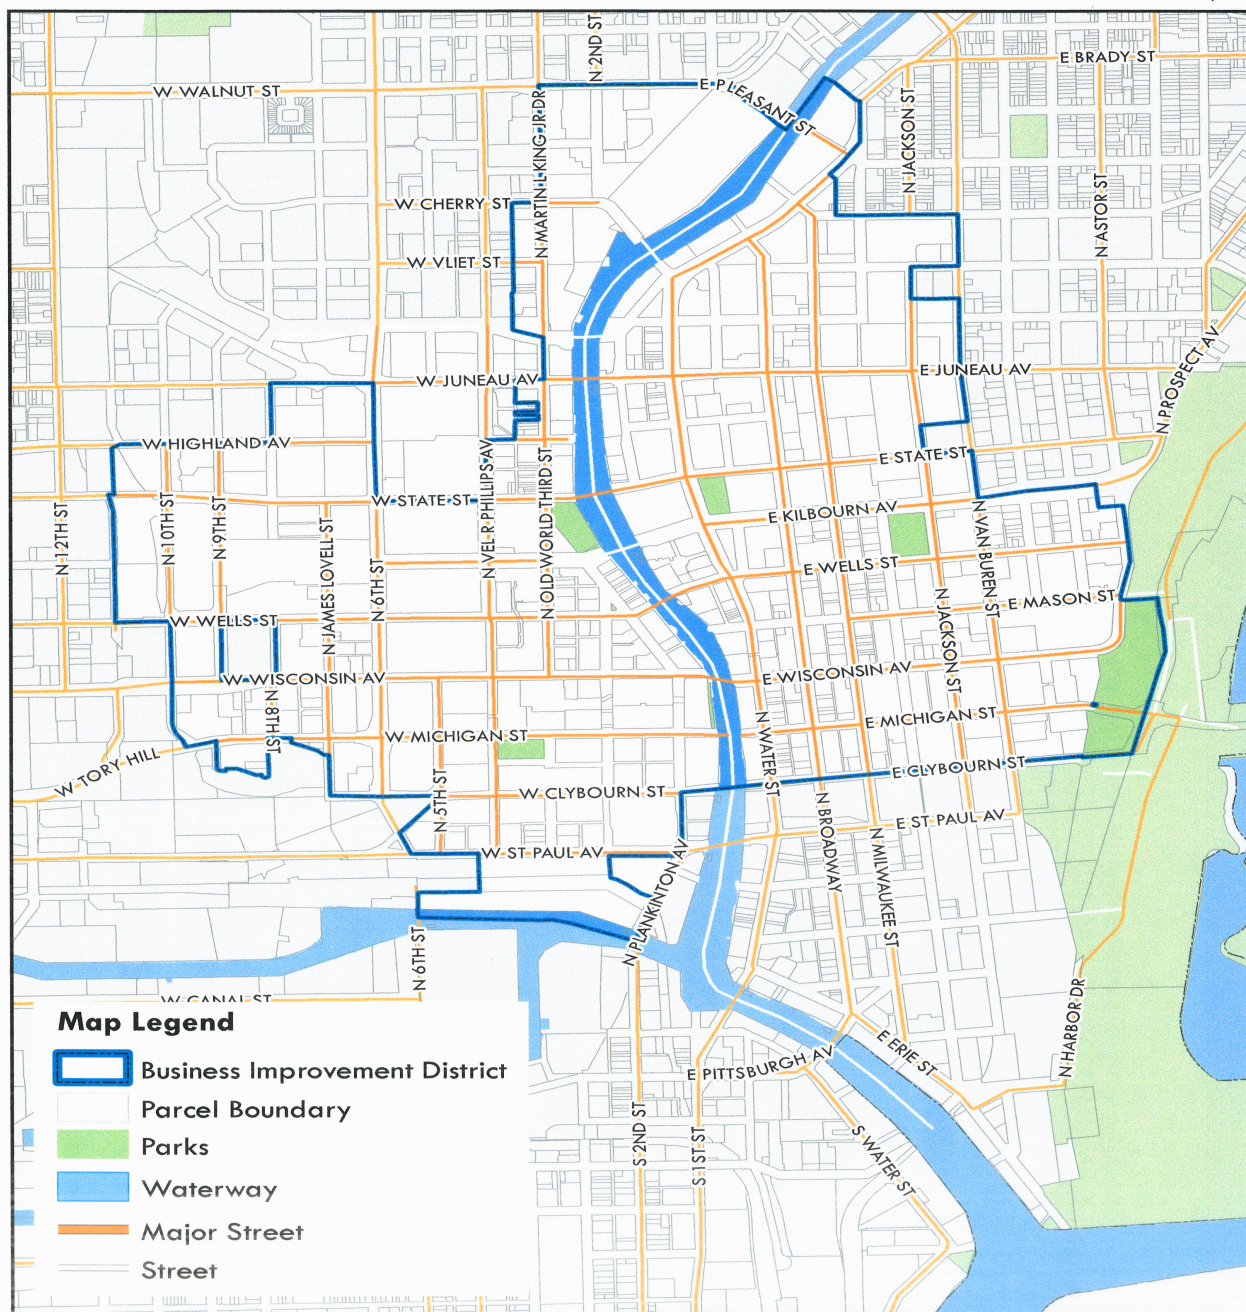 N 2ND ST
E BRADY ST
W WALNUT ST
E PLEASANT ST
N MARTIN L KING JR DR
N JACKSON ST
N ASTOR ST
W CHERRY ST
W VLIET ST
N PROSPECT AV
W JUNEAU AV
E JUNEAU AV
W HIGHLAND AV
N VEL R PHILLIPS AV
E STATE ST
W STATE ST
N OLD WORLD THIRD ST
E KILBOURN AV
N 12TH ST
N 10TH ST
N 9TH ST
N JAMES LOVELL ST
N 6TH ST
N VAN BUREN ST
E WELLS ST
W WELLS ST
N JACKSON ST
E MASON ST
W WISCONSIN AV
E WISCONSIN AV
N 8TH ST
W MICHIGAN ST
E MICHIGAN ST
N WATER ST
W TORY HILL
N 5TH ST
W CLYBOURN ST
E CLYBOURN ST
N BROADWAY
N MILWAUKEE ST
E ST PAUL AV
W ST PAUL AV
N PLANKINTON AV
N 6TH ST
W CANAL ST
N HARBOR DR
E ERIE ST
E PITTSBURGH AV
S 2ND ST
S 1ST ST
S WATER ST
Map Legend
Business Improvement District
Parcel Boundary
Parks
Waterway
Major Street
Street